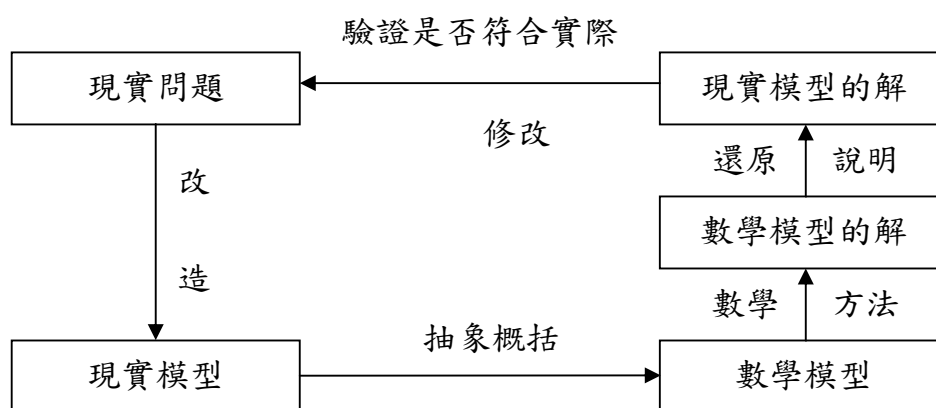 驗證是否符合實際
現實問題
現實模型的解
修改
還原 說明
改
數學模型的解
造
數學 方法
抽象概括
現實模型
數學模型